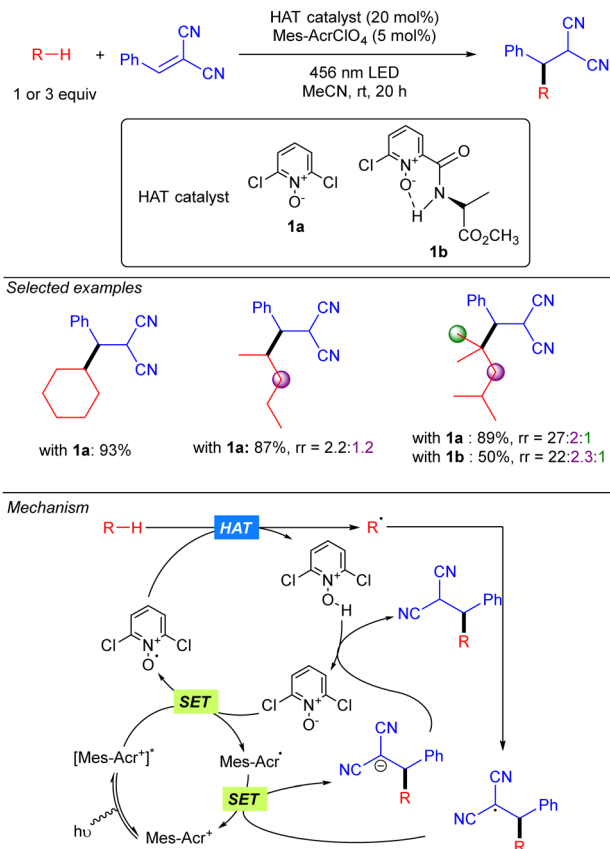 HAT catalyst (20 mol%)
Mes-AcrClO4 (5 mol%)
R–H + Ph CN CN
456 nm LED
MeCN, rt, 20 h
Ph CN CN R
1 or 3 equiv
HAT catalyst
Cl N+ Cl O-
1a
Cl N+ O- O N H CO2CH3
1b
Selected examples
Ph CN CN
Ph CN CN
Ph CN CN
with 1a: 93%
with 1a: 87%, rr = 2.2:1.2
with 1a : 89%, rr = 27:2:1
with 1b : 50%, rr = 22:2.3:1
Mechanism
R–H HAT R•
Cl N+ Cl O H
CN NC Ph R
Cl N+ Cl O•
SET
Cl N+ Cl O-
[Mes-Acr+]*
Mes-Acr•
SET
CN NC Ph R
hυ
Mes-Acr+
CN NC Ph R